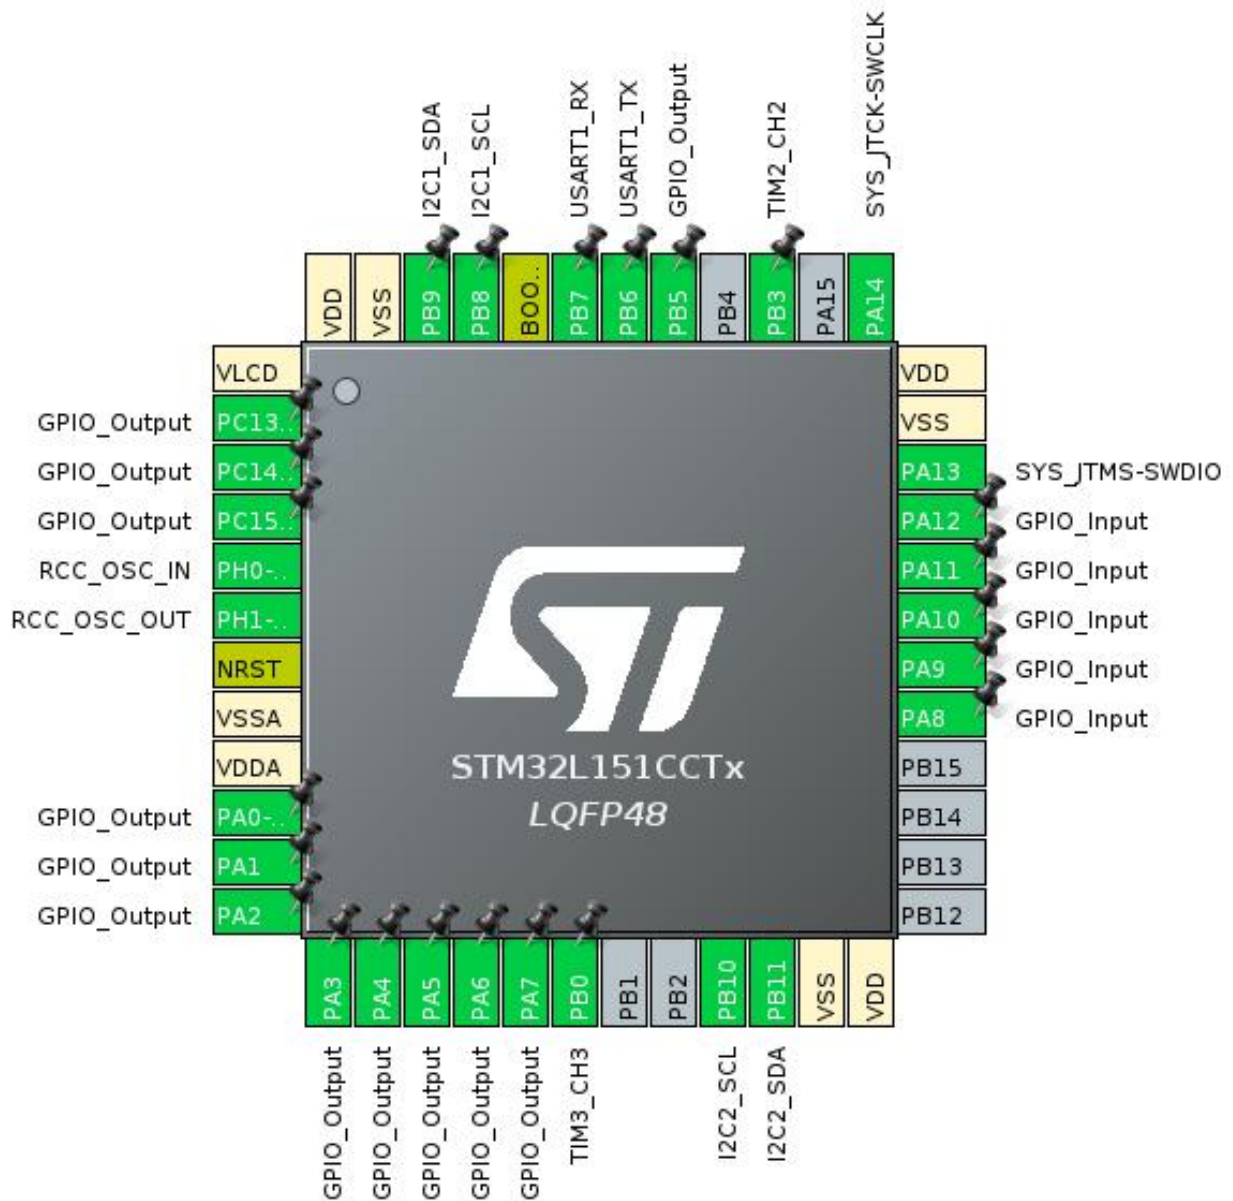 I2C1_SDA
I2C1_SCL
USART1_RX
USART1_TX
GPIO_Output
TIM2_CH2
SYS_JTCK-SWCLK
VDD
VSS
PB9
PB8
BOO..
PB7
PB6
PB5
PB4
PB3
PA15
PA14
VLCD
GPIO_Output PC13..
GPIO_Output PC14..
GPIO_Output PC15..
RCC_OSC_IN PH0-..
RCC_OSC_OUT PH1-..
NRST
VSSA
VDDA
GPIO_Output PA0-..
GPIO_Output PA1
GPIO_Output PA2
ST
STM32L151CCTx
LQFP48
VDD
VSS
PA13 SYS_JTMS-SWDIO
PA12 GPIO_Input
PA11 GPIO_Input
PA10 GPIO_Input
PA9 GPIO_Input
PA8 GPIO_Input
PB15
PB14
PB13
PB12
PA3
PA4
PA5
PA6
PA7
PB0
PB1
PB2
PB10
PB11
VSS
VDD
GPIO_Output
GPIO_Output
GPIO_Output
GPIO_Output
GPIO_Output
TIM3_CH3
I2C2_SCL
I2C2_SDA